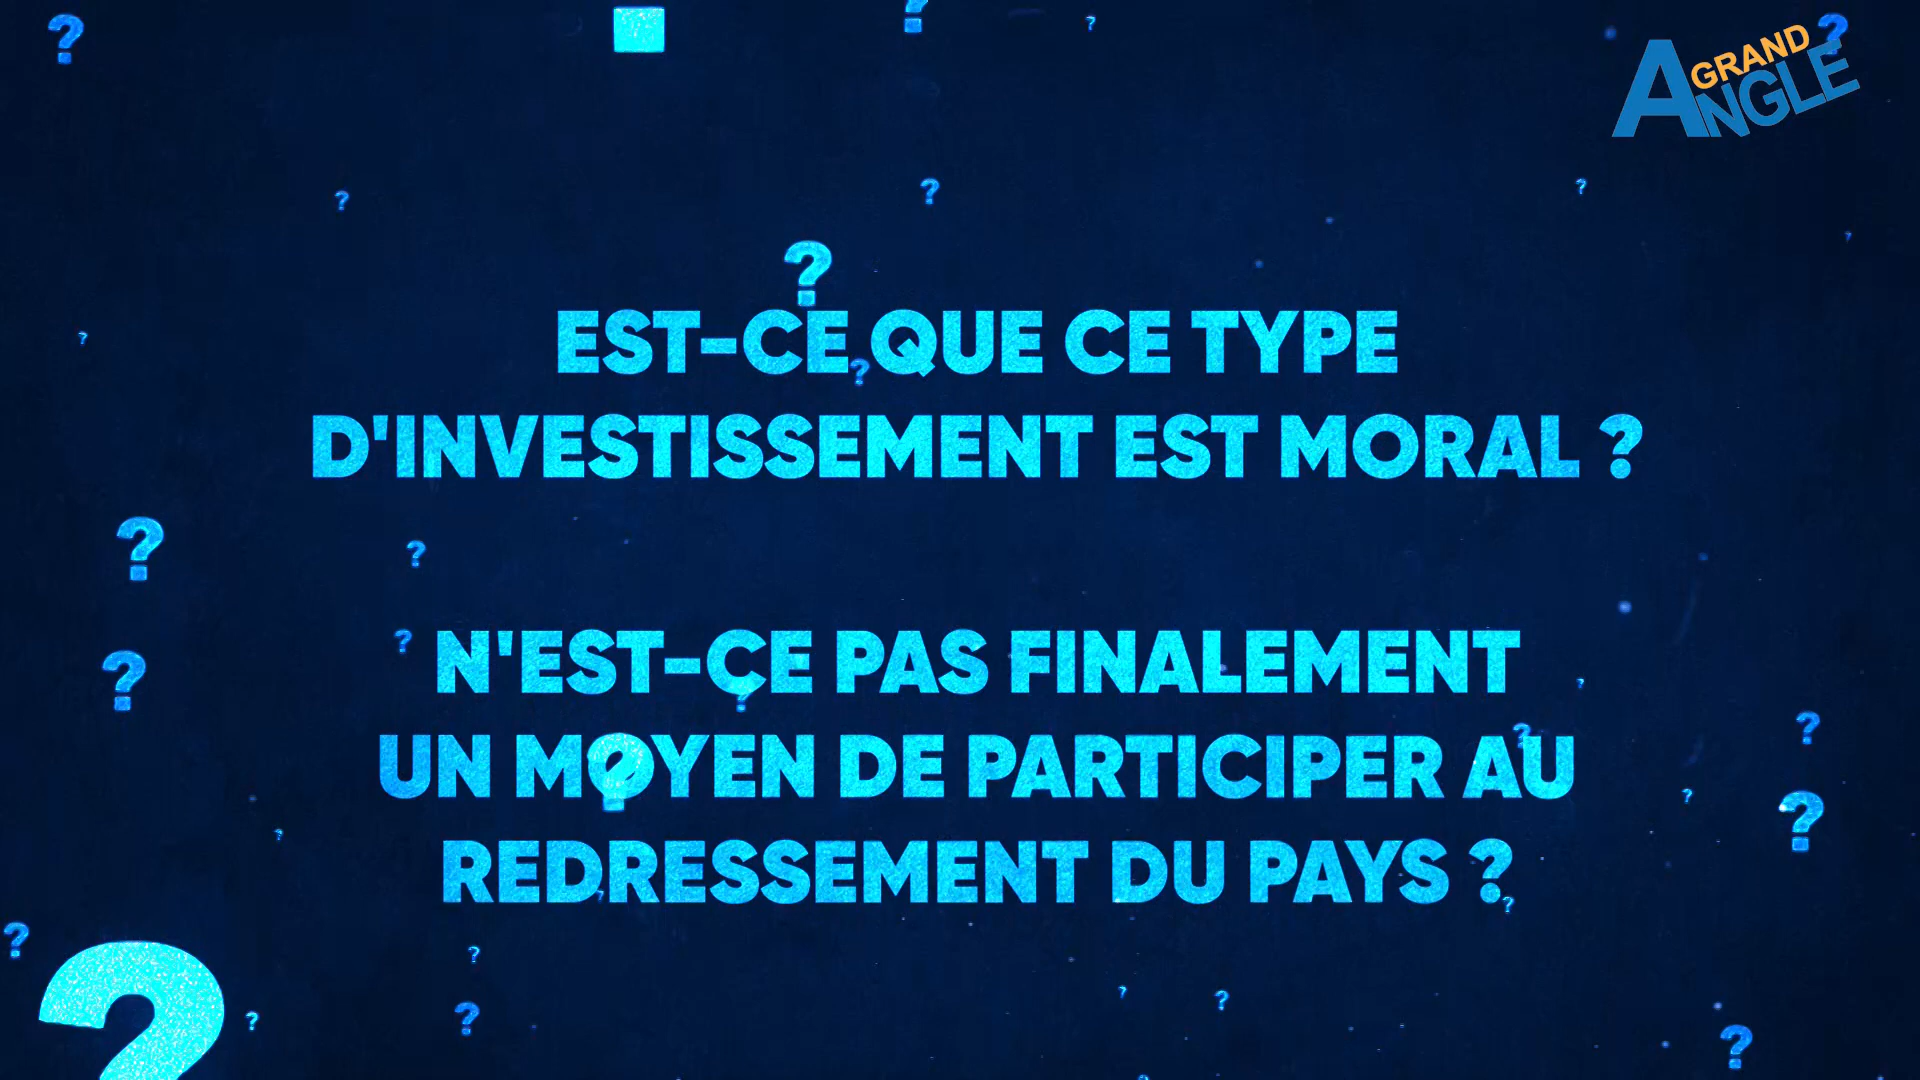 GRAND
ANGLE
EST-CE QUE CE TYPE
D'INVESTISSEMENT EST MORAL ?
N'EST-CE PAS FINALEMENT
UN MOYEN DE PARTICIPER AU
REDRESSEMENT DU PAYS ?